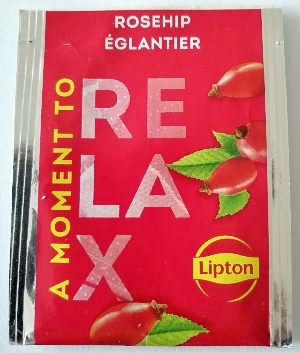 ROSEHIP
ÉGLANTIER
A MOMENT TO
RE
LA
X
Lipton